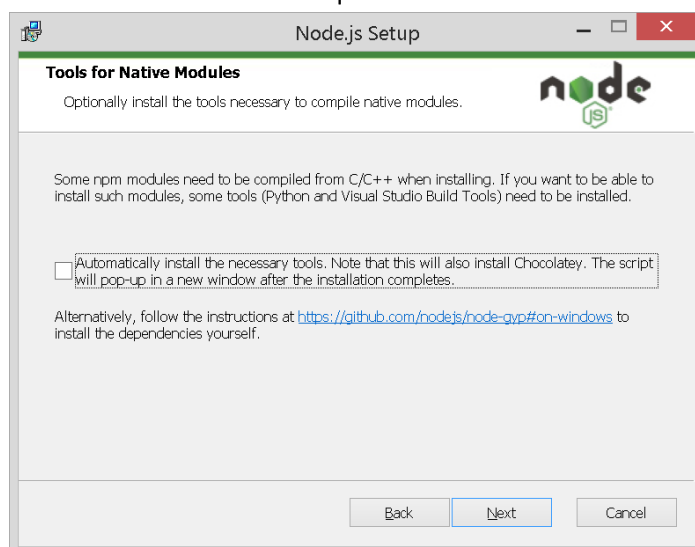 Node.js Setup
Tools for Native Modules
Optionally install the tools necessary to compile native modules.
node
JS
Some npm modules need to be compiled from C/C++ when installing. If you want to be able to
install such modules, some tools (Python and Visual Studio Build Tools) need to be installed.
Automatically install the necessary tools. Note that this will also install Chocolatey. The script
will pop-up in a new window after the installation completes.
Alternatively, follow the instructions at https://github.com/nodejs/node-gyp#on-windows to
install the dependencies yourself.
Back Next Cancel